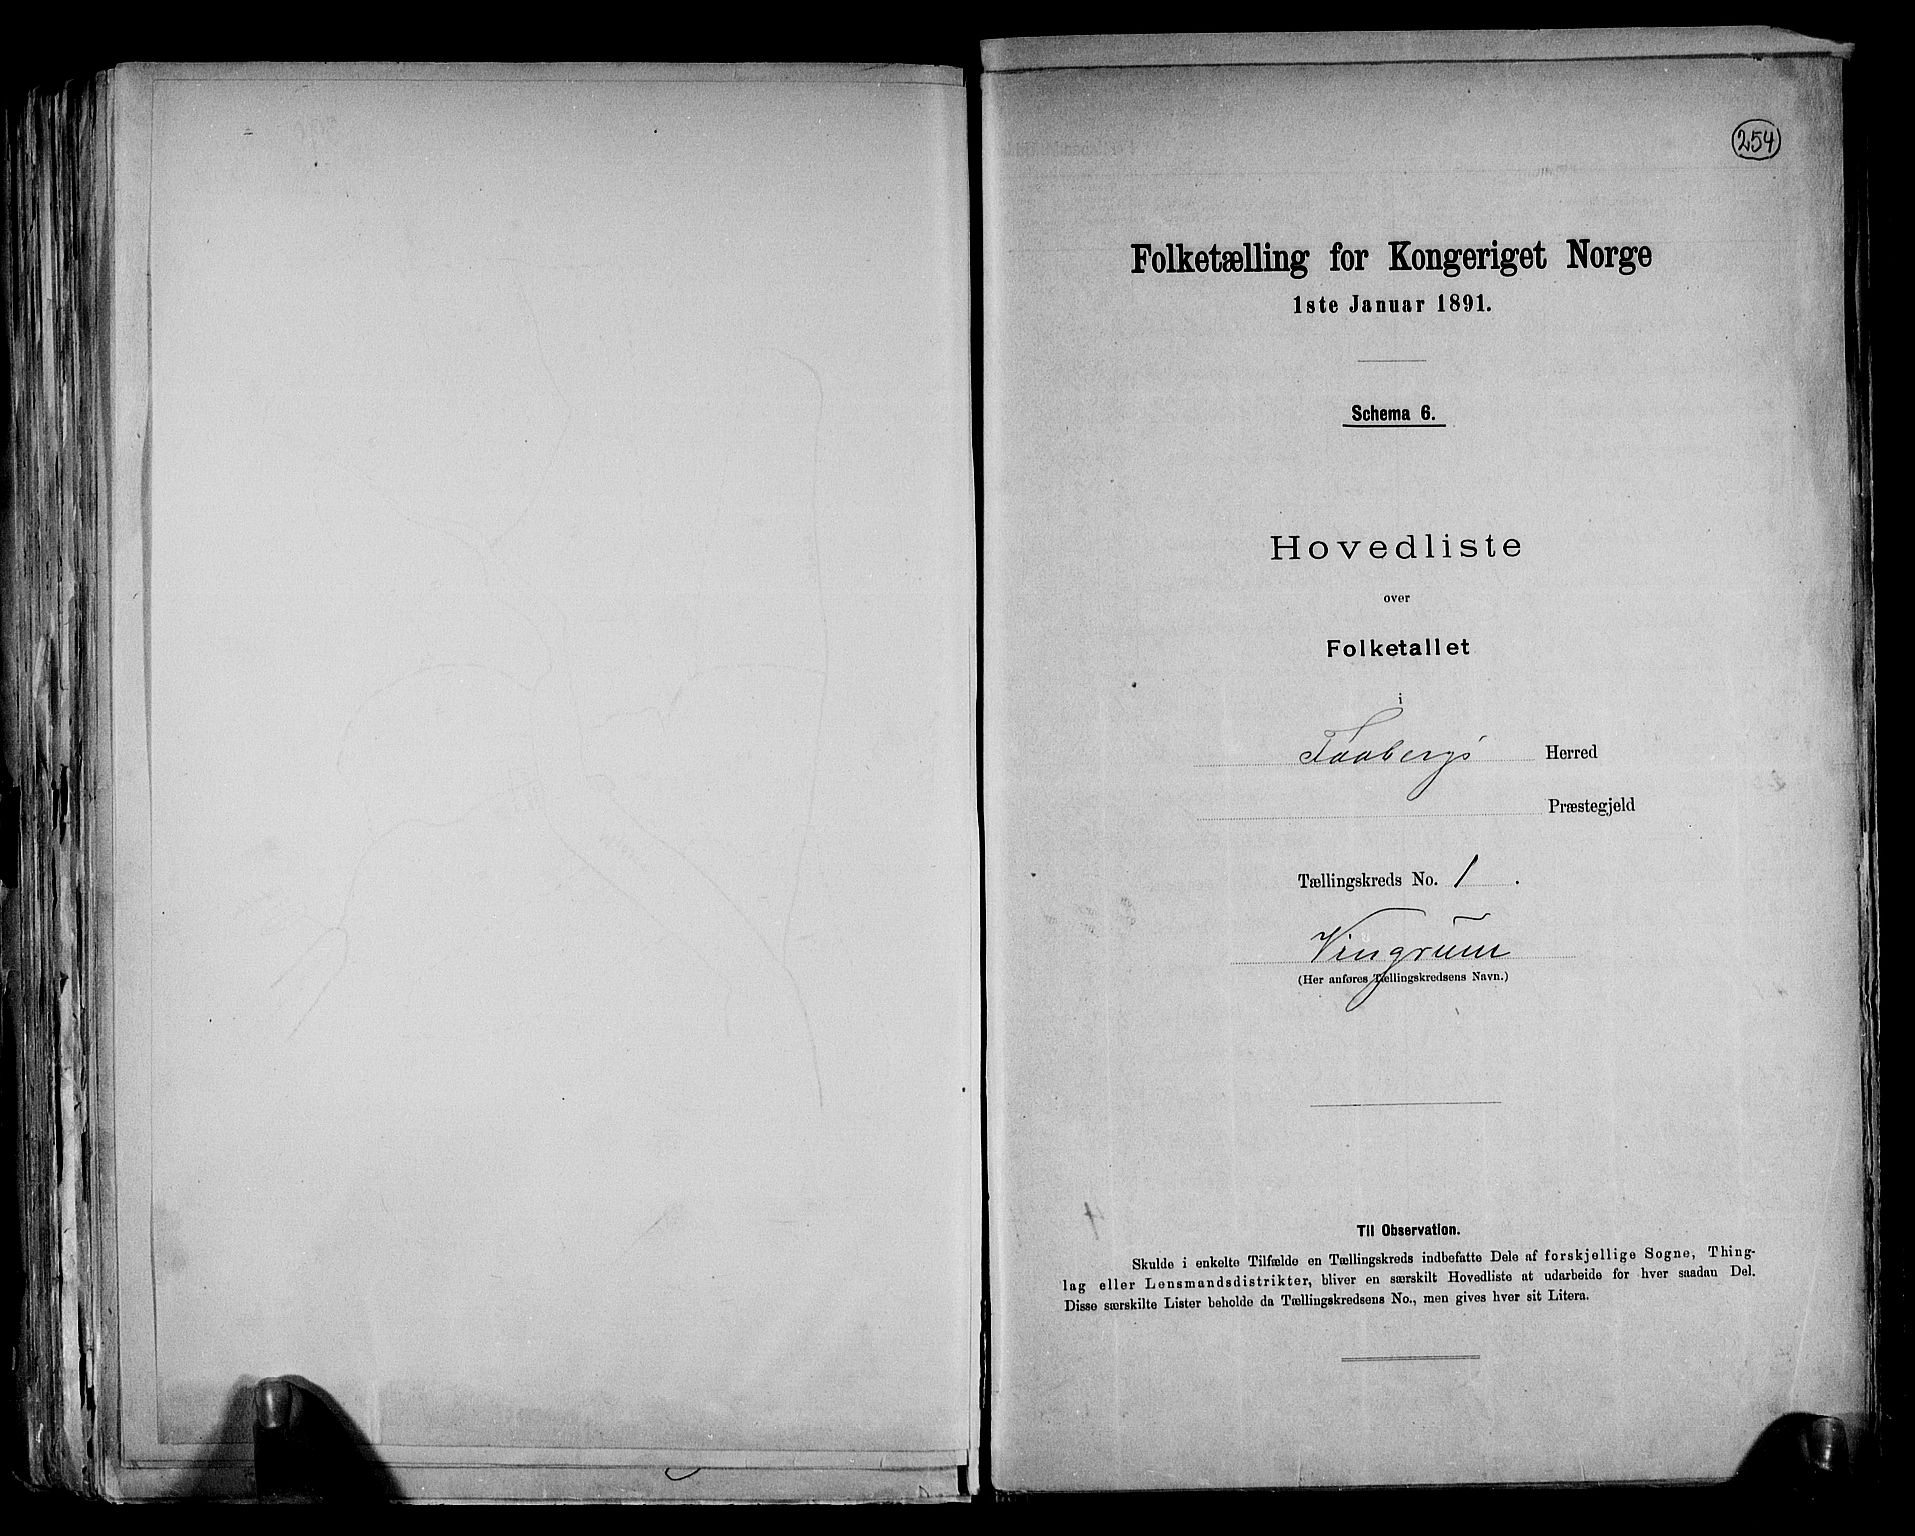 254
Folketælling for Kongeriget Norge
1ste Januar 1891.
Schema 6.
Hovedliste
over
Folketallet
i
Faabergs Herred
Præstegjeld
Tællingskreds No. 1.
Vingrum
(Her anføres Tællingskredsens Navn.)
Til Observation.
Skulde i enkelte Tilfælde en Tællingskreds indbefatte Dele af forskjellige Sogne, Thing-
lag eller Lensmandsdistrikter, bliver en særskilt Hovedliste at udarbeide for hver saadan Del.
Disse særskilte Lister beholde da Tællingskredsens No., men gives hver sit Litera.